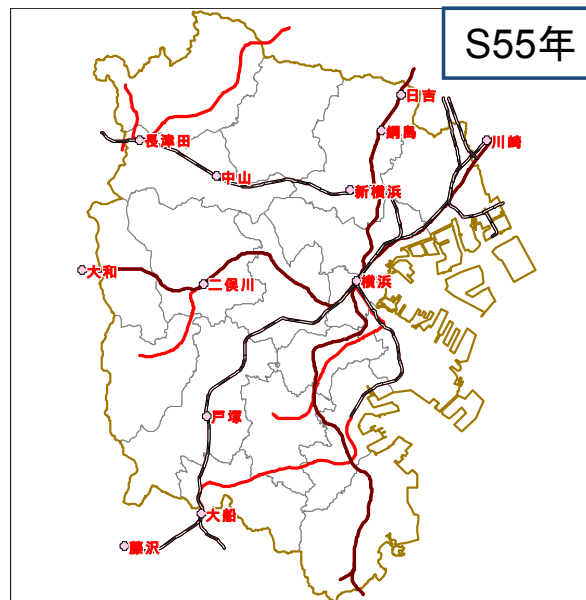 S55年
日吉
綱島
川崎
長津田
中山
新横浜
大和
二俣川
横浜
戸塚
大船
藤沢